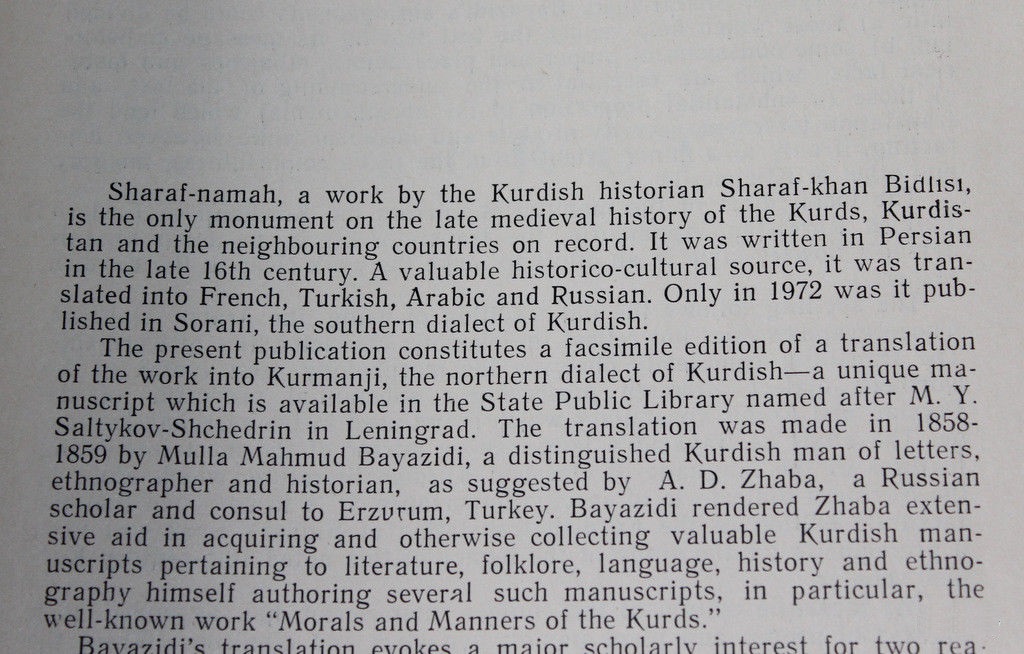 Sharaf-namah, a work by the Kurdish historian Sharaf-khan Bidlısı,
is the only monument on the late medieval history of the Kurds, Kurdis-
tan and the neighbouring countries on record. It was written in Persian
in the late 16th century. A valuable historico-cultural source, it was tran-
slated into French, Turkish, Arabic and Russian. Only in 1972 was it pub-
lished in Sorani, the southern dialect of Kurdish.
The present publication constitutes a facsimile edition of a translation
of the work into Kurmanji, the northern dialect of Kurdish—a unique ma-
nuscript which is available in the State Public Library named after M. Y.
Saltykov-Shchedrin in Leningrad. The translation was made in 1858-
1859 by Mulla Mahmud Bayazidi, a distinguished Kurdish man of letters,
ethnographer and historian, as suggested by A. D. Zhaba, a Russian
scholar and consul to Erzurum, Turkey. Bayazidi rendered Zhaba exten-
sive aid in acquiring and otherwise collecting valuable Kurdish man-
uscripts pertaining to literature, folklore, language, history and ethno-
graphy himself authoring several such manuscripts, in particular, the
well-known work “Morals and Manners of the Kurds.”
Bayazidi's translation evokes a major scholarly interest for two rea-